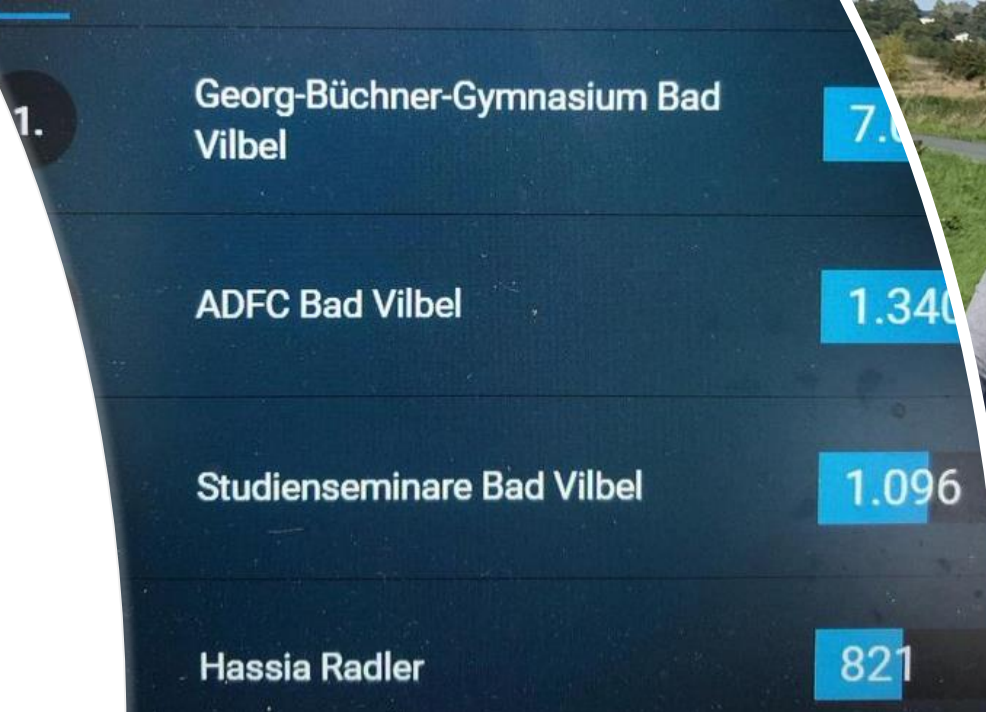 1.
Georg-Büchner-Gymnasium Bad
Vilbel
ADFC Bad Vilbel
1.340
Studienseminare Bad Vilbel
1.096
Hassia Radler
821